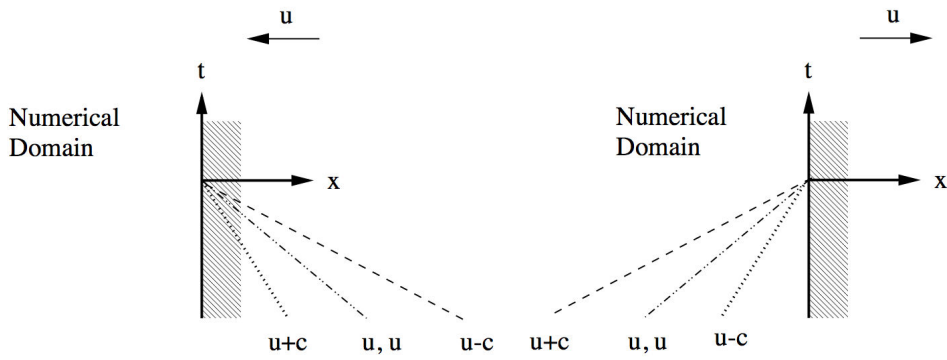 u
u
t
t
Numerical
Domain
Numerical
Domain
x
x
u+c
u, u
u-c
u+c
u, u
u-c